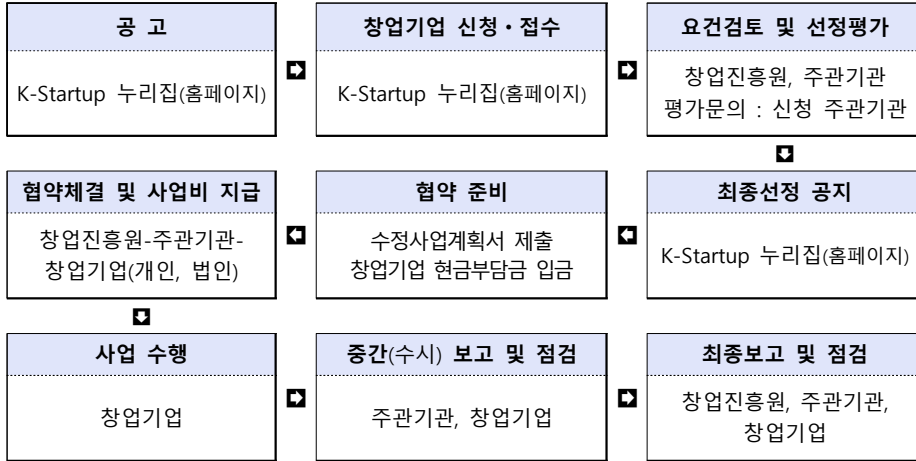 공 고
K-Startup 누리집(홈페이지)
창업기업 신청・접수
K-Startup 누리집(홈페이지)
요건검토 및 선정평가
창업진흥원, 주관기관
평가문의 : 신청 주관기관
최종선정 공지
K-Startup 누리집(홈페이지)
협약 준비
수정사업계획서 제출
창업기업 현금부담금 입금
협약체결 및 사업비 지급
창업진흥원-주관기관-
창업기업(개인, 법인)
사업 수행
창업기업
중간(수시) 보고 및 점검
주관기관, 창업기업
최종보고 및 점검
창업진흥원, 주관기관,
창업기업